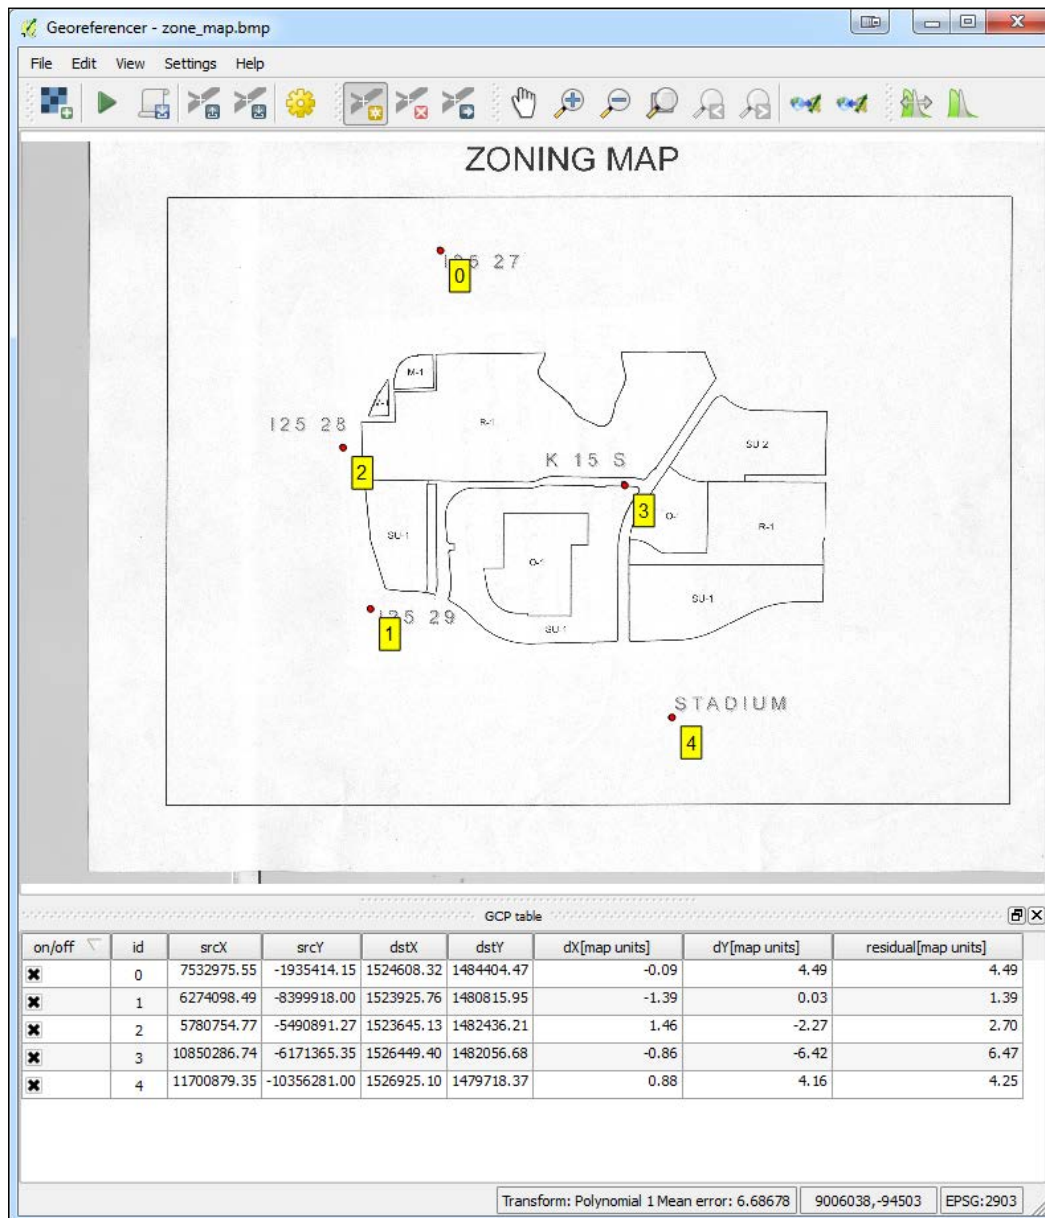 Georeferencer - zone_map.bmp
File Edit View Settings Help
ZONING MAP
I25 27
0
M-1
I25 28
R-1
SU 2
K 15 S
2
3
O-1
R-1
SU-1
O-1
SU-1
I25 29
1
SU 1
STADIUM
4
GCP table
on/off id srcX srcY dstX dstY dX[map units] dY[map units] residual[map units]
0 7532975.55 -1935414.15 1524608.32 1484404.47 -0.09 4.49 4.49
1 6274098.49 -8399918.00 1523925.76 1480815.95 -1.39 0.03 1.39
2 5780754.77 -5490891.27 1523645.13 1482436.21 1.46 -2.27 2.70
3 10850286.74 -6171365.35 1526449.40 1482056.68 -0.86 -6.42 6.47
4 11700879.35 -10356281.00 1526925.10 1479718.37 0.88 4.16 4.25
Transform: Polynomial 1 Mean error: 6.68678 9006038,-94503 EPSG:2903